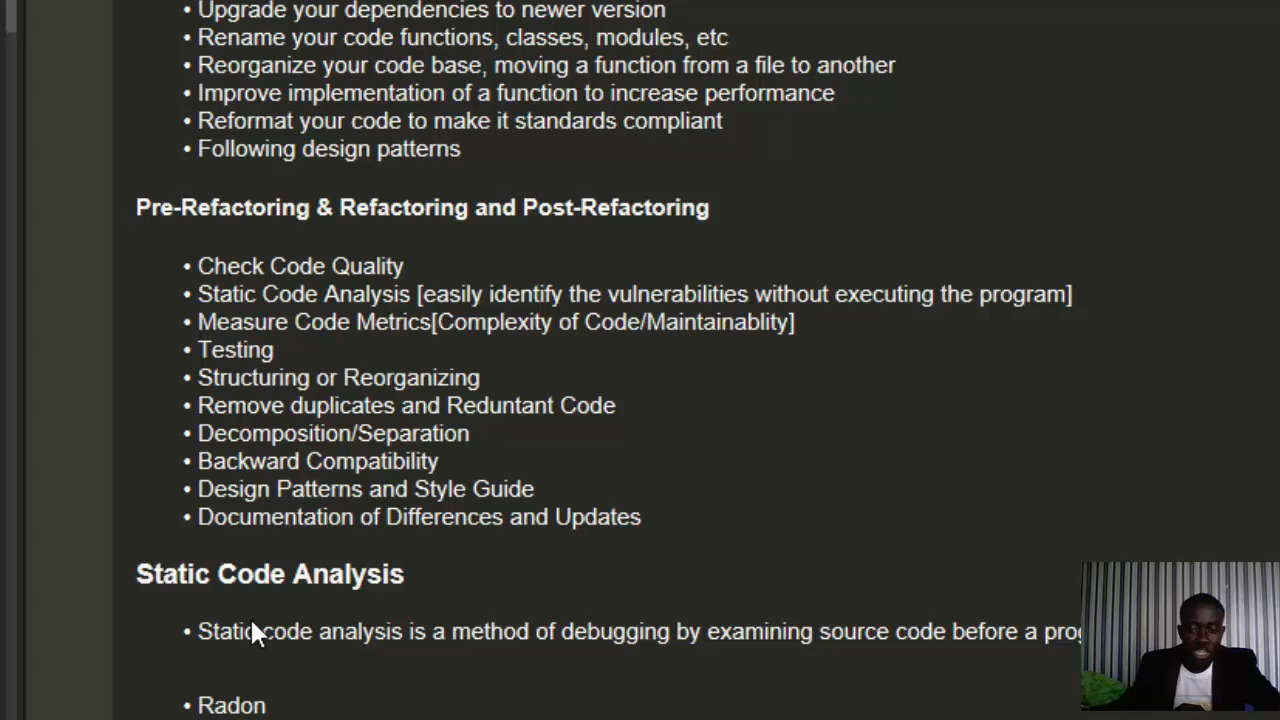 • Upgrade your dependencies to newer version
• Rename your code functions, classes, modules, etc
• Reorganize your code base, moving a function from a file to another
• Improve implementation of a function to increase performance
• Reformat your code to make it standards compliant
• Following design patterns
Pre-Refactoring & Refactoring and Post-Refactoring
• Check Code Quality
• Static Code Analysis [easily identify the vulnerabilities without executing the program]
• Measure Code Metrics[Complexity of Code/Maintainablity]
• Testing
• Structuring or Reorganizing
• Remove duplicates and Reduntant Code
• Decomposition/Separation
• Backward Compatibility
• Design Patterns and Style Guide
• Documentation of Differences and Updates
Static Code Analysis
• Static code analysis is a method of debugging by examining source code before a
• Radon